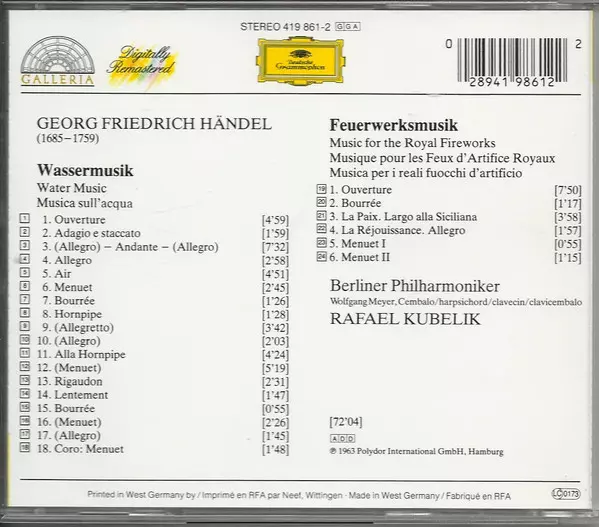 STEREO 419 861-2 GGA
GALLERIA
Digitally
Remastered
Deutsche
Grammophon
0 28941 98612 2
GEORG FRIEDRICH HÄNDEL
(1685–1759)
Wassermusik
Water Music
Musica sull'acqua
1 1. Ouverture [4'59]
2 2. Adagio e staccato [1'59]
3 3. (Allegro) – Andante – (Allegro) [7'32]
4 4. Allegro [2'58]
5 5. Air [4'51]
6 6. Menuet [2'45]
7 7. Bourrée [1'26]
8 8. Hornpipe [1'28]
9 9. (Allegretto) [3'42]
10 10. (Allegro) [2'03]
11 11. Alla Hornpipe [4'24]
12 12. (Menuet) [5'19]
13 13. Rigaudon [2'31]
14 14. Lentement [1'47]
15 15. Bourrée [0'55]
16 16. (Menuet) [2'26]
17 17. (Allegro) [1'45]
18 18. Coro: Menuet [1'48]
Feuerwerksmusik
Music for the Royal Fireworks
Musique pour les Feux d'Artifice Royaux
Musica per i reali fuochi d'artificio
19 1. Ouverture [7'50]
20 2. Bourrée [1'17]
21 3. La Paix. Largo alla Siciliana [3'58]
22 4. La Réjouissance. Allegro [1'57]
23 5. Menuet I [0'55]
24 6. Menuet II [1'15]
Berliner Philharmoniker
Wolfgang Meyer, Cembalo/harpsichord/clavecin/clavicembalo
RAFAEL KUBELIK
[72'04]
ADD
℗ 1963 Polydor International GmbH, Hamburg
Printed in West Germany by / Imprimé en RFA par Neef, Wittingen · Made in West Germany / Fabriqué en RFA
LC 0173